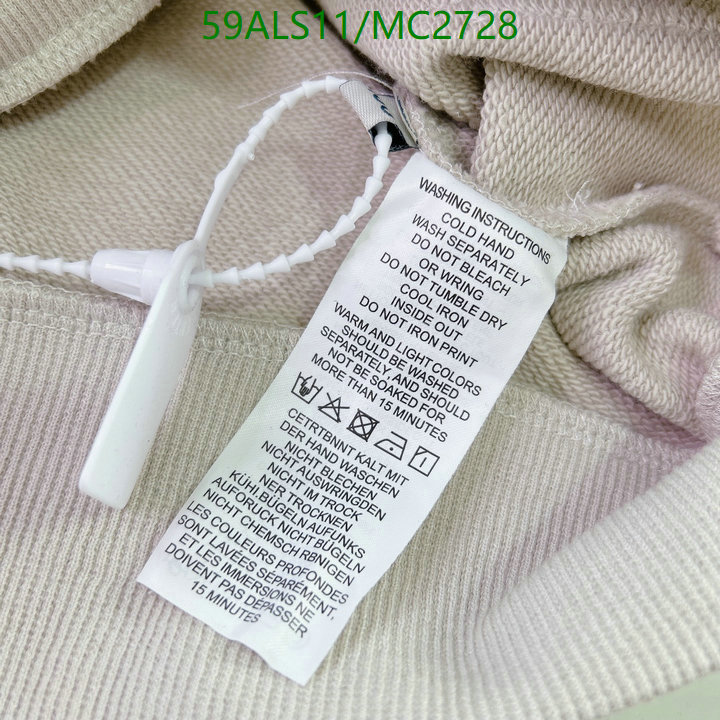 59ALS11/MC2728
WASHING INSTRUCTIONS
COLD HAND
WASH SEPARATELY
DO NOT BLEACH
OR WRING
DO NOT TUMBLE DRY
COOL IRON
INSIDE OUT
DO NOT IRON PRINT
WARM AND LIGHT COLORS
SHOULD BE WASHED
SEPARATELY, AND SHOULD
NOT BE SOAKED FOR
MORE THAN 15 MINUTES
CETRTBNNT KALT MIT
DER HAND WASCHEN
NICHT BLECHEN
NICHT AUSWRINGDEN
NICHT IM TROCK
NER TROCKNEN
KÜHL BÜGELN AUFUNKS
AUFORUCK NICHT BÜGELN
NICHT CHEMSCH RBNIGEN
LES COULEURS PROFONDES
SONT LAVÉES SÉPARÉMENT,
ET LES IMMERSIONS NE
DOIVENT PAS DÉPASSER
15 MINUTES